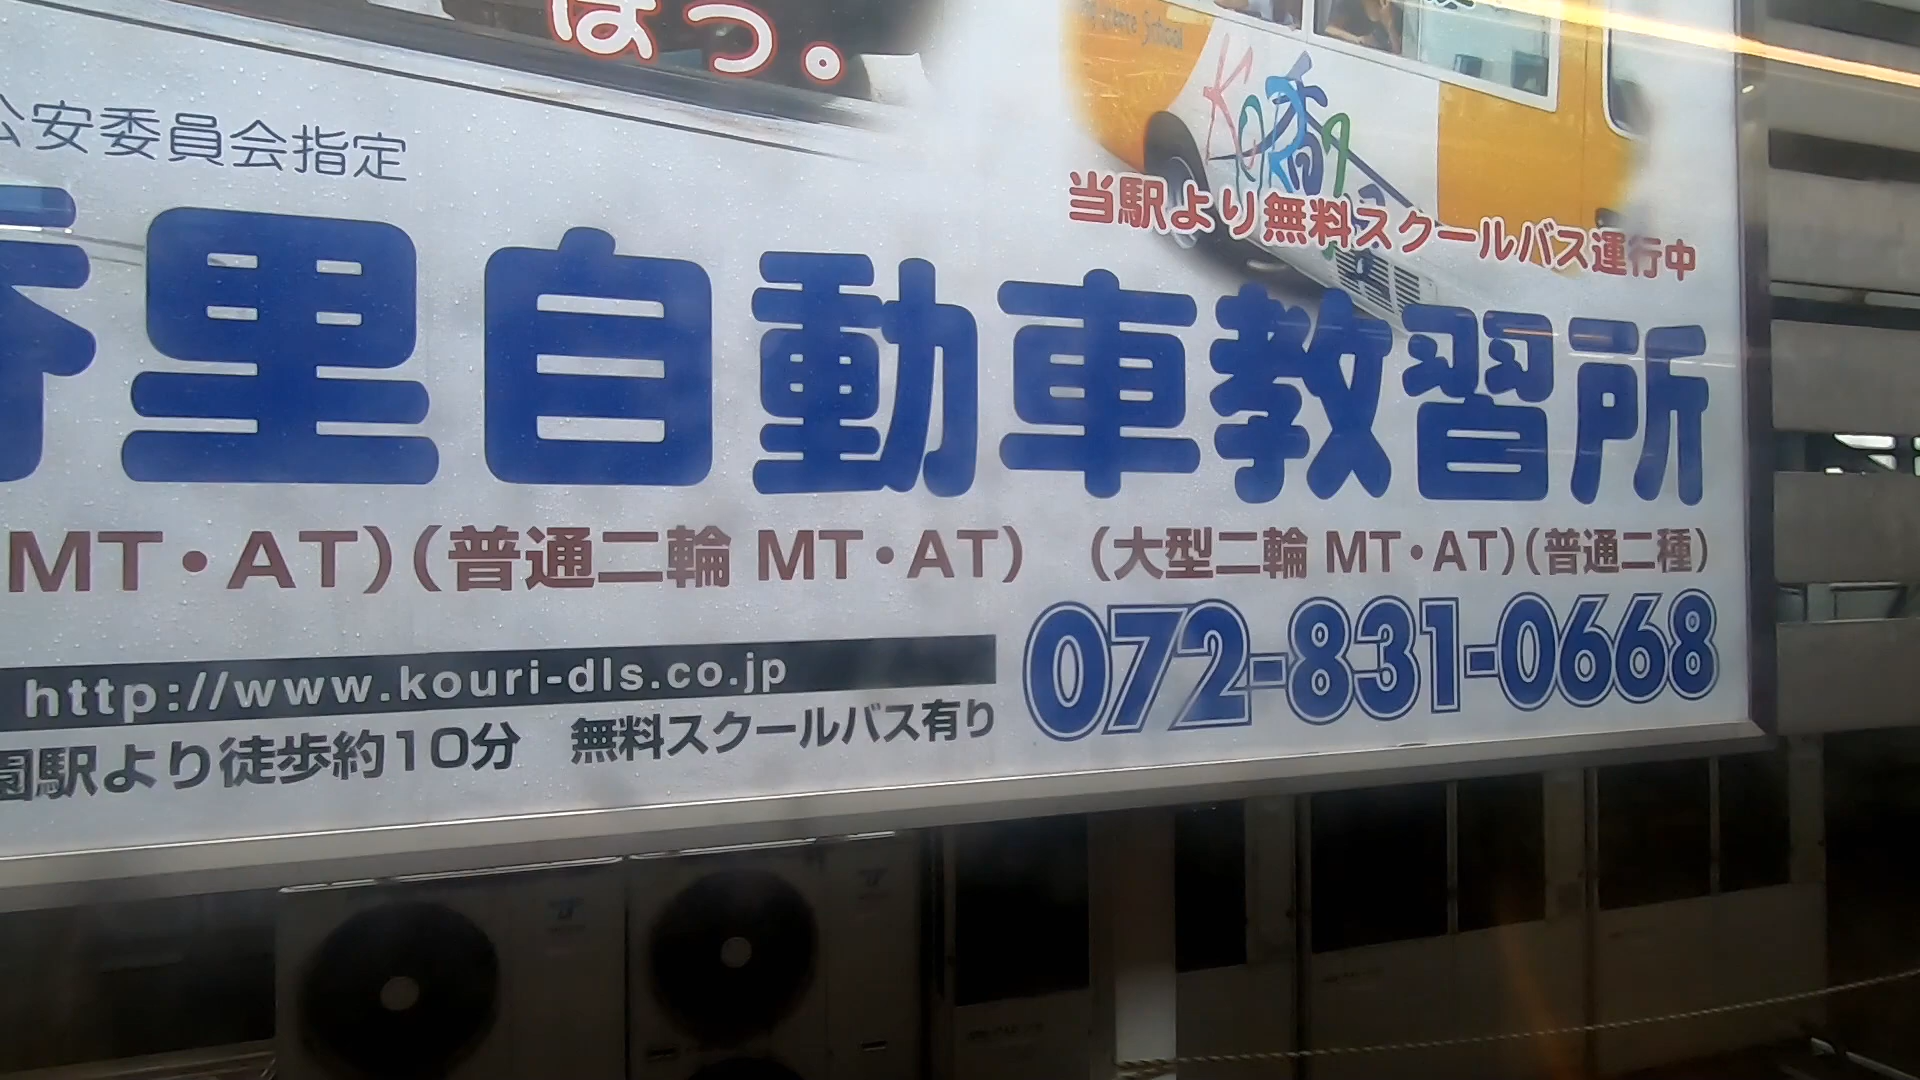 ぱっ。
公安委員会指定
Kori
香
当駅より無料スクールバス運行中
香里自動車教習所
MT・AT)(普通二輪 MT・AT) (大型二輪 MT・AT)(普通二種)
072-831-0668
http://www.kouri-dls.co.jp
園駅より徒歩約10分 無料スクールバス有り